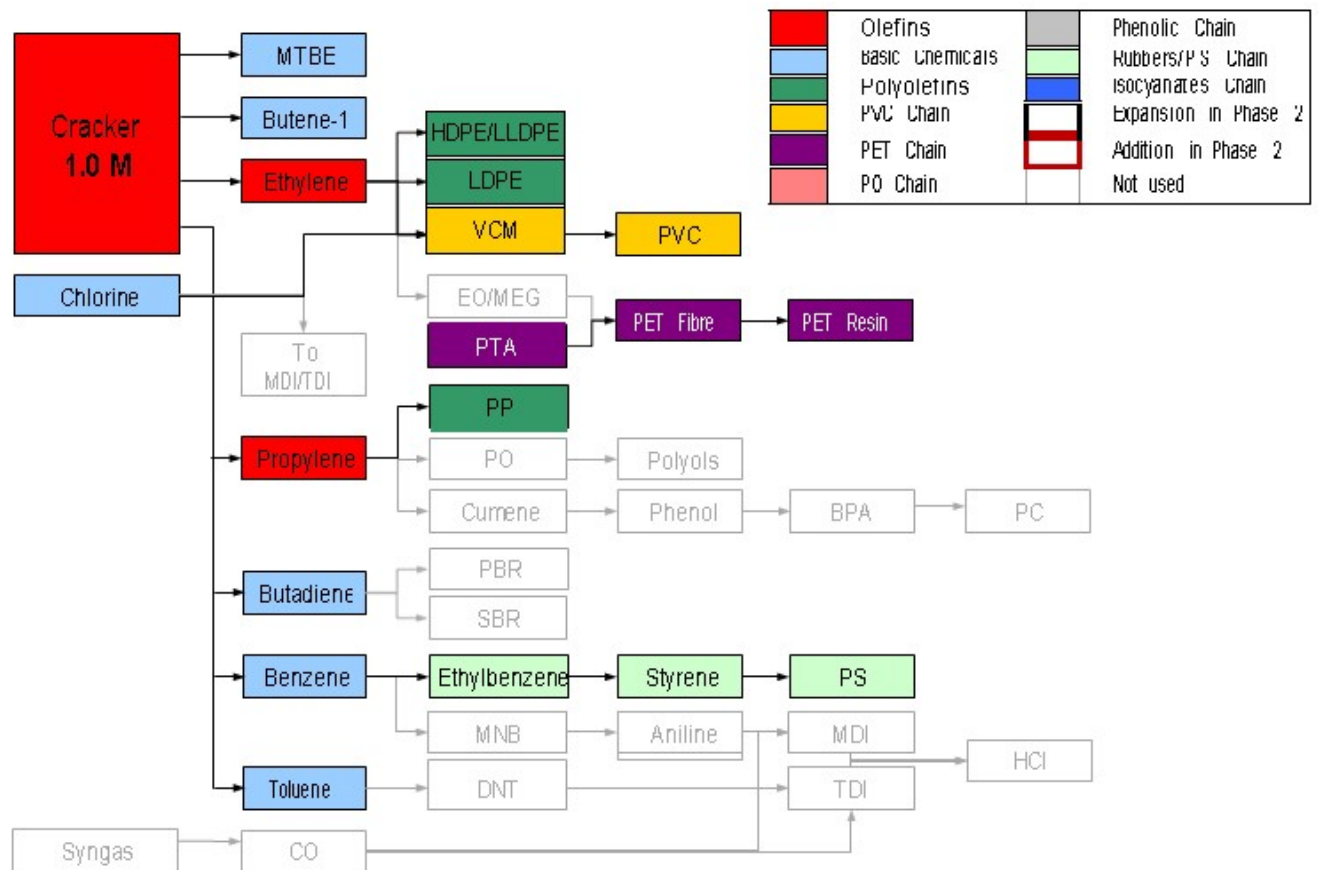 Olefins
Phenolic Chain
Basic Chemicals
Rubbers/PS Chain
Polyolefins
Isocyanates Chain
PVC Chain
Expansion in Phase 2
PET Chain
Addition in Phase 2
PO Chain
Not used
Cracker
1.0 M
MTBE
Butene-1
Ethylene
HDPE/LLDPE
LDPE
VCM
PVC
Chlorine
EO/MEG
PET Fibre
PET Resin
PTA
To
MDI/TDI
PP
Propylene
PO
Polyols
Cumene
Phenol
BPA
PC
Butadiene
PBR
SBR
Benzene
Ethylbenzene
Styrene
PS
MNB
Aniline
MDI
HCl
Toluene
DNT
TDI
Syngas
CO